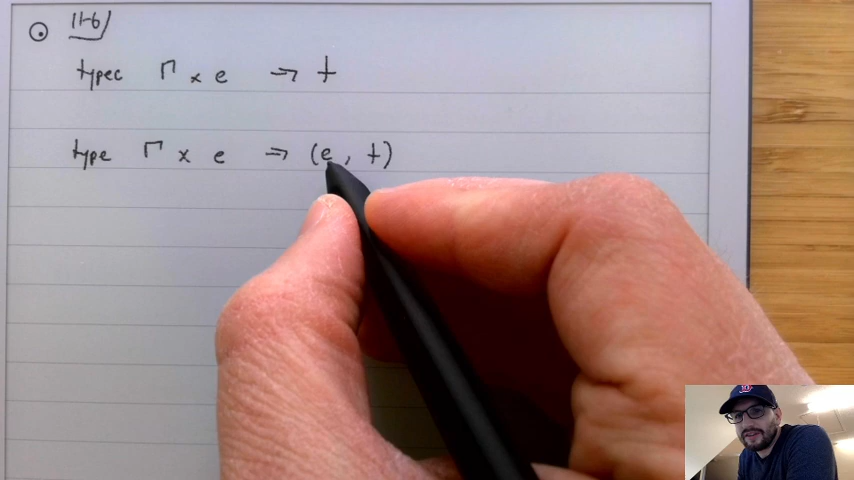 11-6/
typec Γ x e → t
type Γ x e → (e, t)